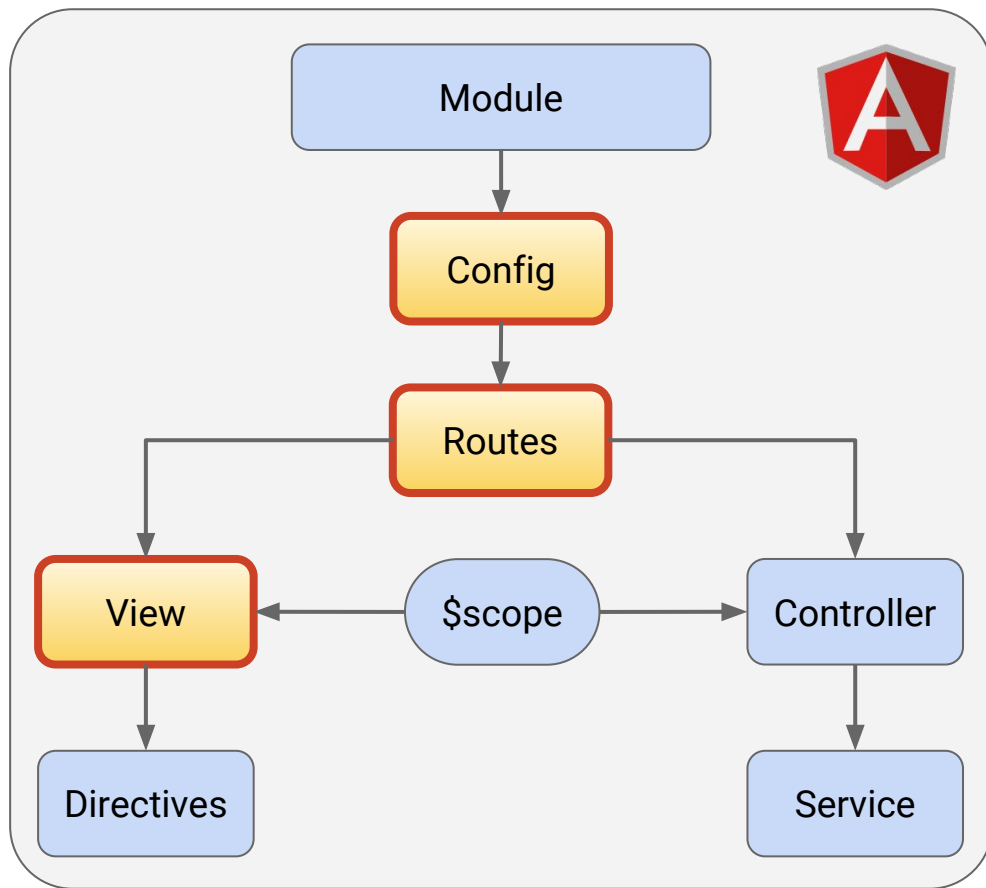 Module
Config
Routes
View
$scope
Controller
Directives
Service